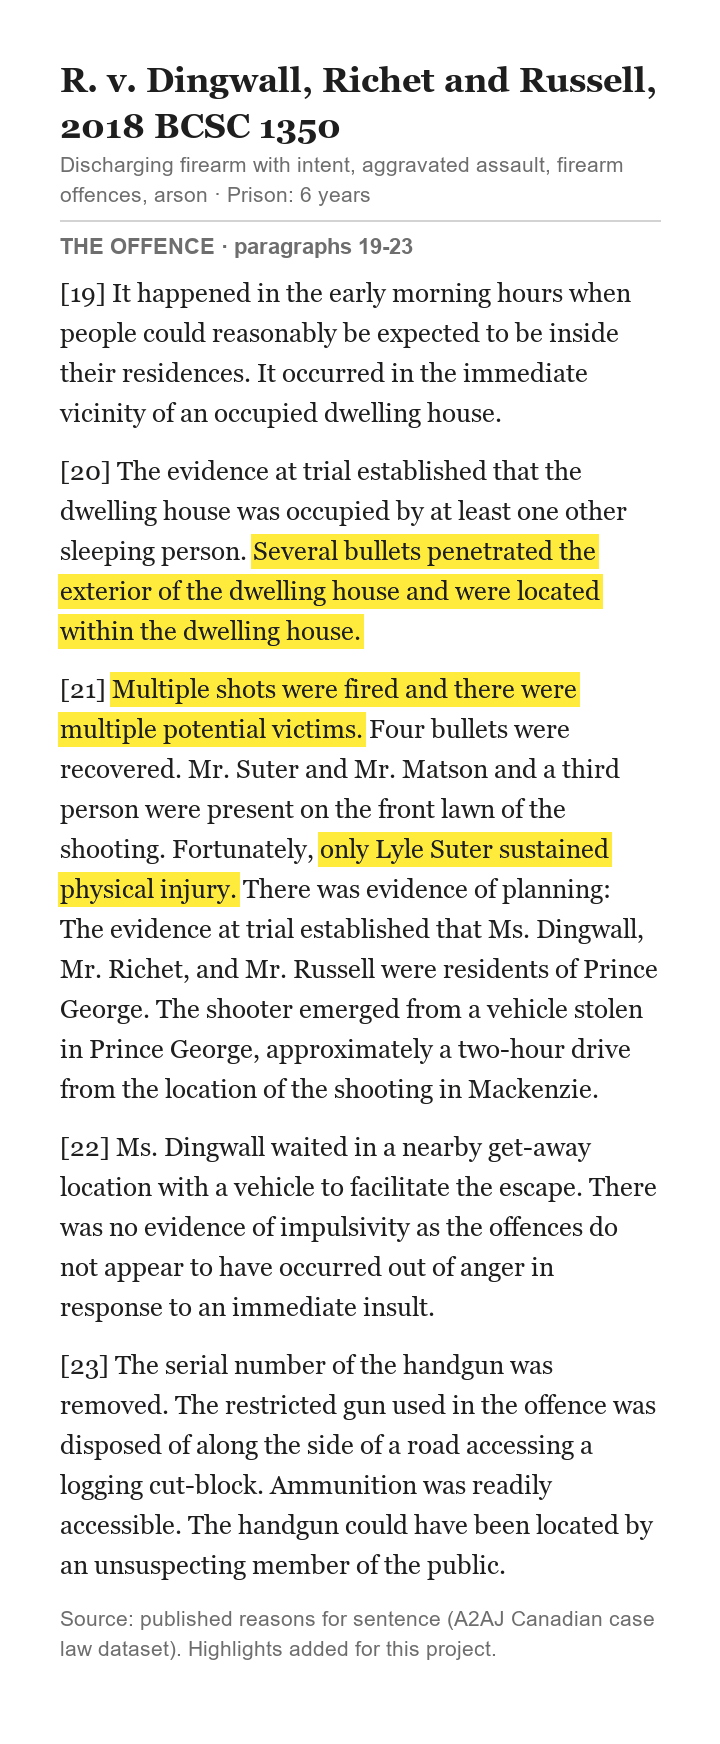 R. v. Dingwall, Richet and Russell,
2018 BCSC 1350
Discharging firearm with intent, aggravated assault, firearm
offences, arson · Prison: 6 years
THE OFFENCE · paragraphs 19-23
[19] It happened in the early morning hours when
people could reasonably be expected to be inside
their residences. It occurred in the immediate
vicinity of an occupied dwelling house.
[20] The evidence at trial established that the
dwelling house was occupied by at least one other
sleeping person. Several bullets penetrated the
exterior of the dwelling house and were located
within the dwelling house.
[21] Multiple shots were fired and there were
multiple potential victims. Four bullets were
recovered. Mr. Suter and Mr. Matson and a third
person were present on the front lawn of the
shooting. Fortunately, only Lyle Suter sustained
physical injury. There was evidence of planning:
The evidence at trial established that Ms. Dingwall,
Mr. Richet, and Mr. Russell were residents of Prince
George. The shooter emerged from a vehicle stolen
in Prince George, approximately a two-hour drive
from the location of the shooting in Mackenzie.
[22] Ms. Dingwall waited in a nearby get-away
location with a vehicle to facilitate the escape. There
was no evidence of impulsivity as the offences do
not appear to have occurred out of anger in
response to an immediate insult.
[23] The serial number of the handgun was
removed. The restricted gun used in the offence was
disposed of along the side of a road accessing a
logging cut-block. Ammunition was readily
accessible. The handgun could have been located by
an unsuspecting member of the public.
Source: published reasons for sentence (A2AJ Canadian case
law dataset). Highlights added for this project.